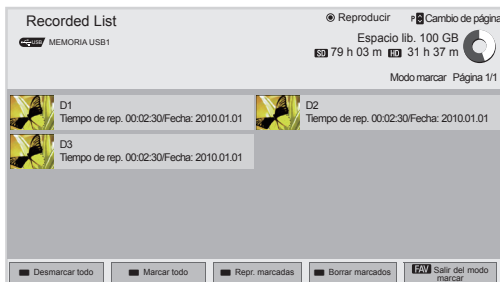 Recorded List
Reproducir
P Cambio de página
USB MEMORIA USB1
Espacio lib. 100 GB
SD 79 h 03 m HD 31 h 37 m
Modo marcar Página 1/1
D1
Tiempo de rep. 00:02:30/Fecha: 2010.01.01
D2
Tiempo de rep. 00:02:30/Fecha: 2010.01.01
D3
Tiempo de rep. 00:02:30/Fecha: 2010.01.01
Desmarcar todo
Marcar todo
Repr. marcadas
Borrar marcados
FAV Salir del modo
marcar